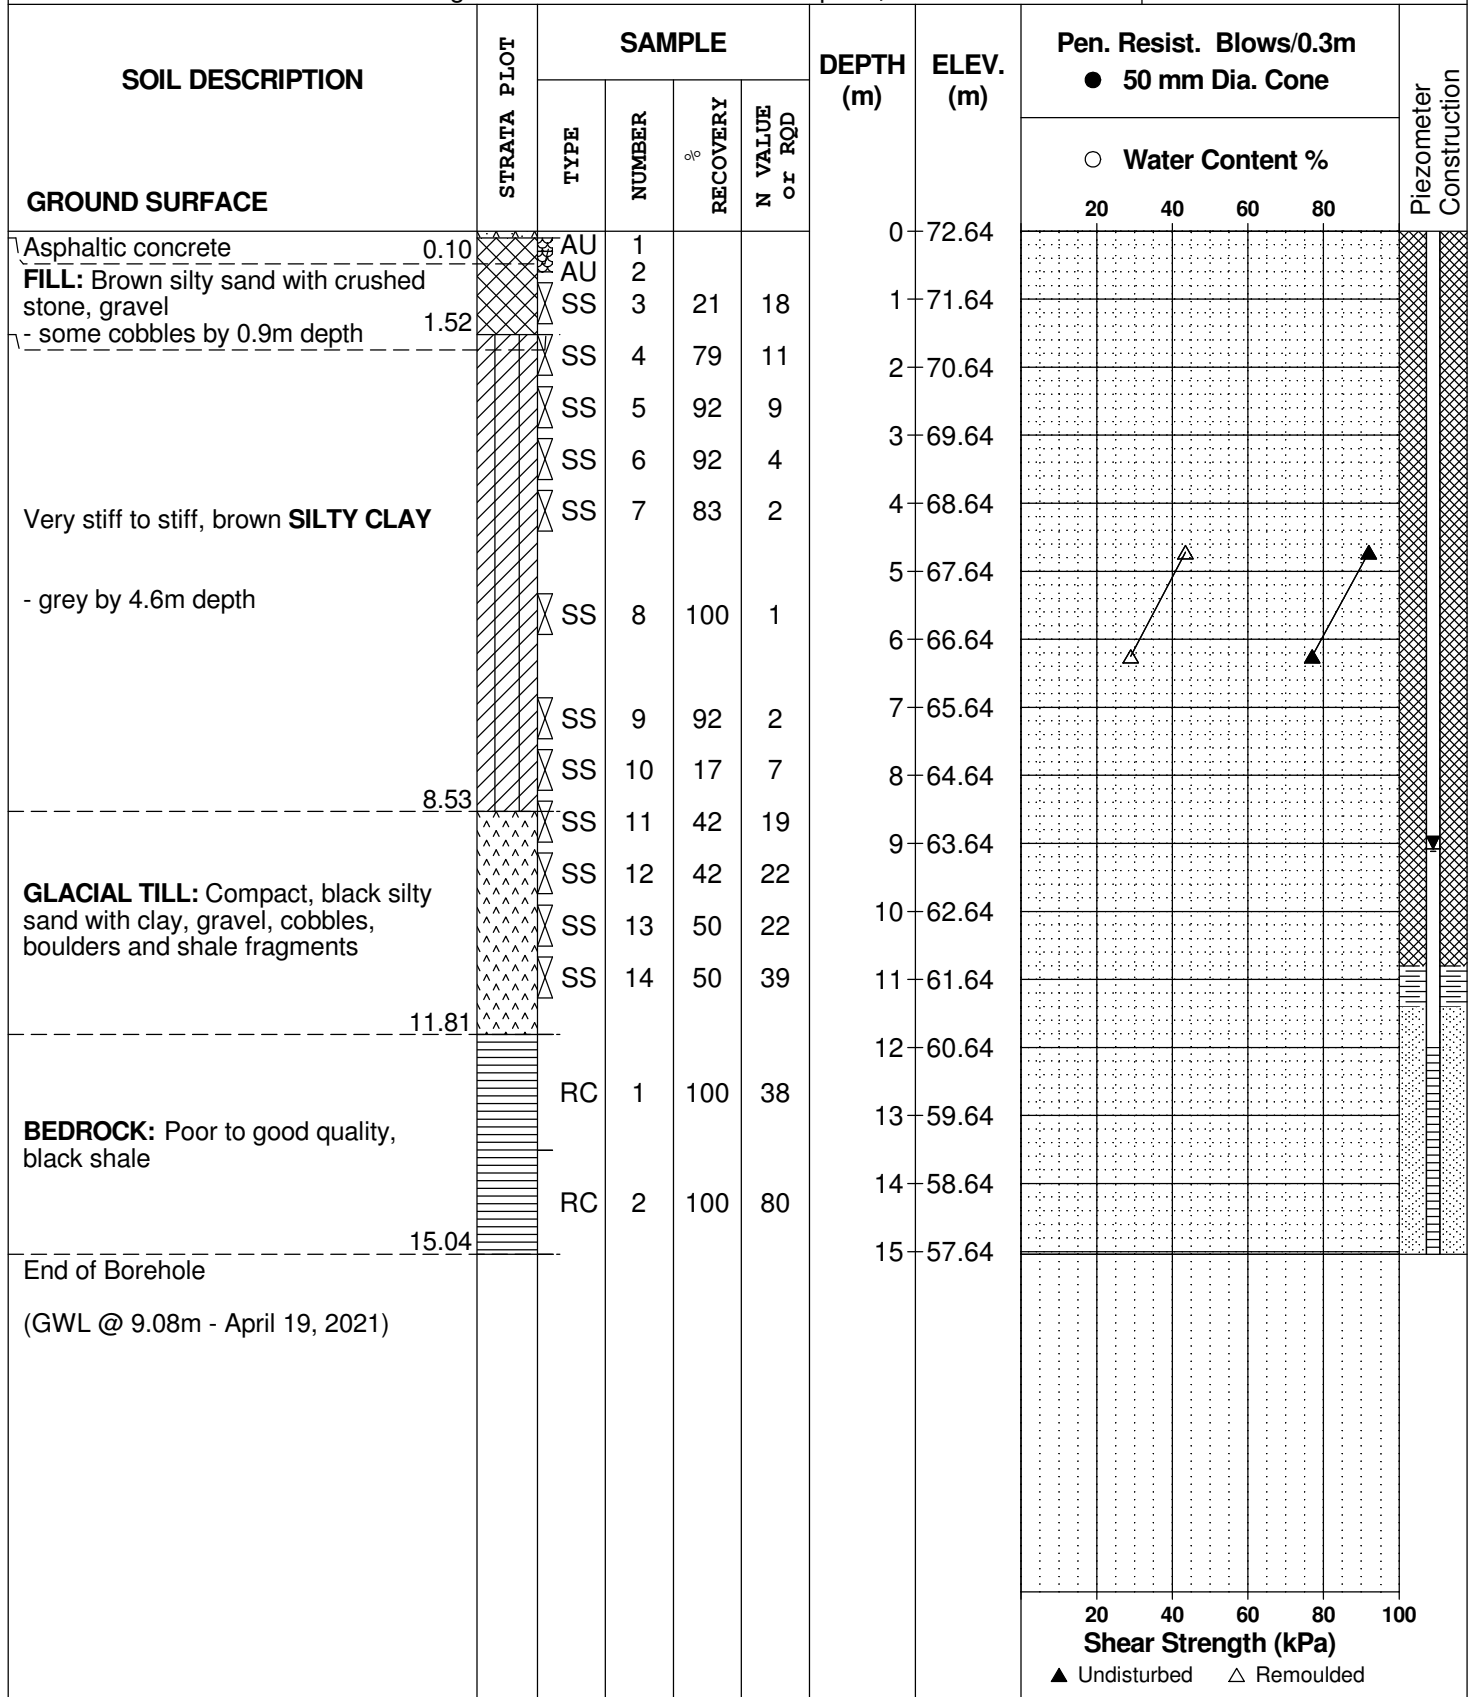 SOIL DESCRIPTION
GROUND SURFACE
STRATA PLOT
SAMPLE
TYPE
NUMBER
% RECOVERY
N VALUE or RQD
DEPTH (m)
ELEV. (m)
Pen. Resist. Blows/0.3m
● 50 mm Dia. Cone
○ Water Content %
20 40 60 80
Piezometer Construction
Asphaltic concrete 0.10
FILL: Brown silty sand with crushed
stone, gravel
- some cobbles by 0.9m depth 1.52
Very stiff to stiff, brown SILTY CLAY
- grey by 4.6m depth
8.53
GLACIAL TILL: Compact, black silty
sand with clay, gravel, cobbles,
boulders and shale fragments
11.81
BEDROCK: Poor to good quality,
black shale
15.04
End of Borehole
(GWL @ 9.08m - April 19, 2021)
AU 1
AU 2
SS 3 21 18
SS 4 79 11
SS 5 92 9
SS 6 92 4
SS 7 83 2
SS 8 100 1
SS 9 92 2
SS 10 17 7
SS 11 42 19
SS 12 42 22
SS 13 50 22
SS 14 50 39
RC 1 100 38
RC 2 100 80
0 72.64
1 71.64
2 70.64
3 69.64
4 68.64
5 67.64
6 66.64
7 65.64
8 64.64
9 63.64
10 62.64
11 61.64
12 60.64
13 59.64
14 58.64
15 57.64
20 40 60 80 100
Shear Strength (kPa)
▲ Undisturbed △ Remoulded